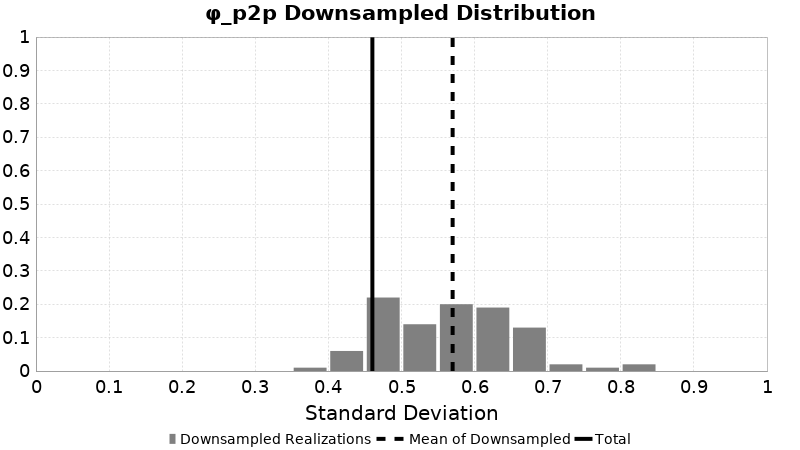 φ_p2p Downsampled Distribution
1
0.9
0.8
0.7
0.6
0.5
0.4
0.3
0.2
0.1
0
0 0.1 0.2 0.3 0.4 0.5 0.6 0.7 0.8 0.9 1
Standard Deviation
Downsampled Realizations Mean of Downsampled Total